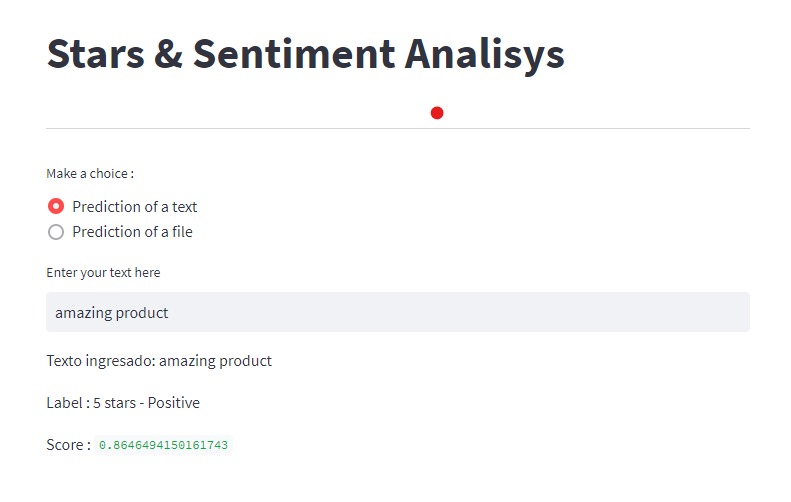 Stars & Sentiment Analisys
Make a choice :
Prediction of a text
Prediction of a file
Enter your text here
amazing product
Texto ingresado: amazing product
Label : 5 stars - Positive
Score : 0.8646494150161743